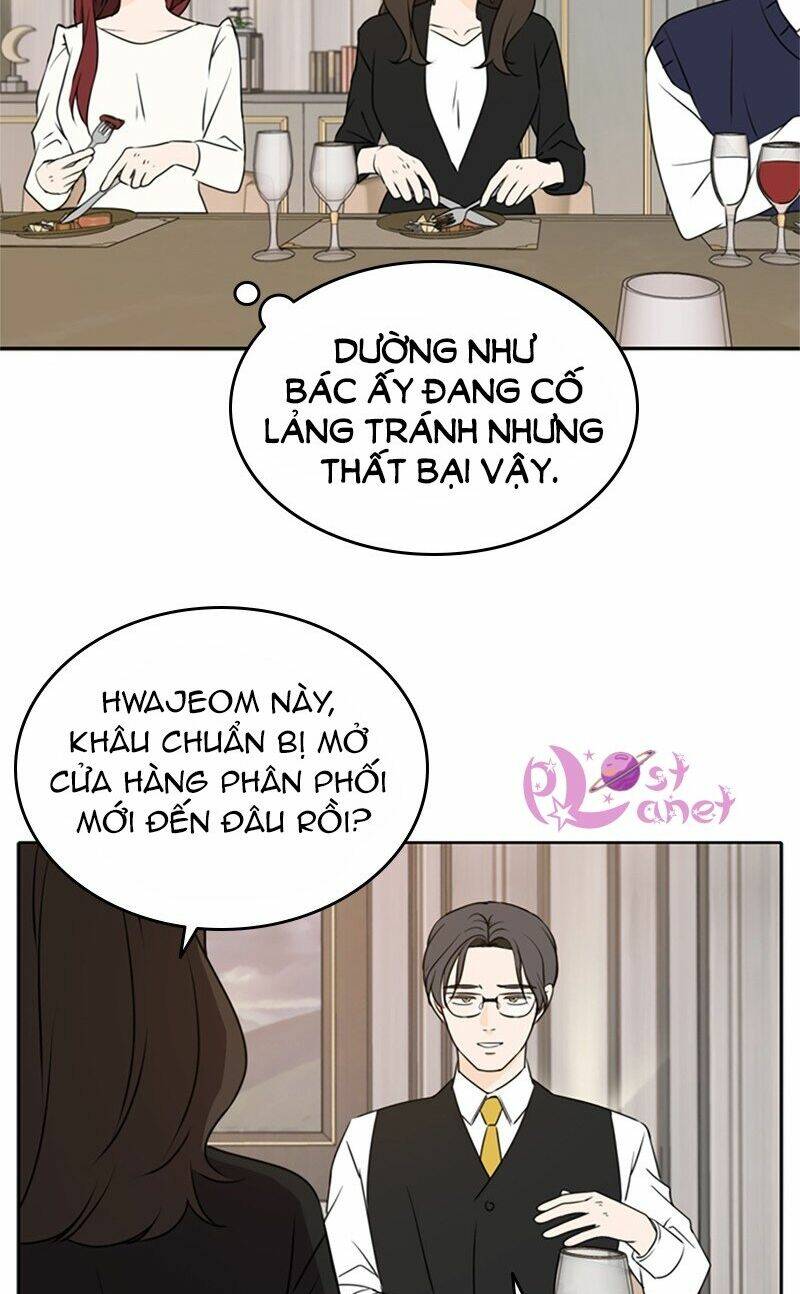 DƯỜNG NHƯ
BÁC ẤY ĐANG CỐ
LẢNG TRÁNH NHƯNG
THẤT BẠI VẬY.
HWAJEOM NÀY,
KHÂU CHUẨN BỊ MỞ
CỬA HÀNG PHÂN PHỐI
MỚI ĐẾN ĐÂU RỒI?
Lost
Planet